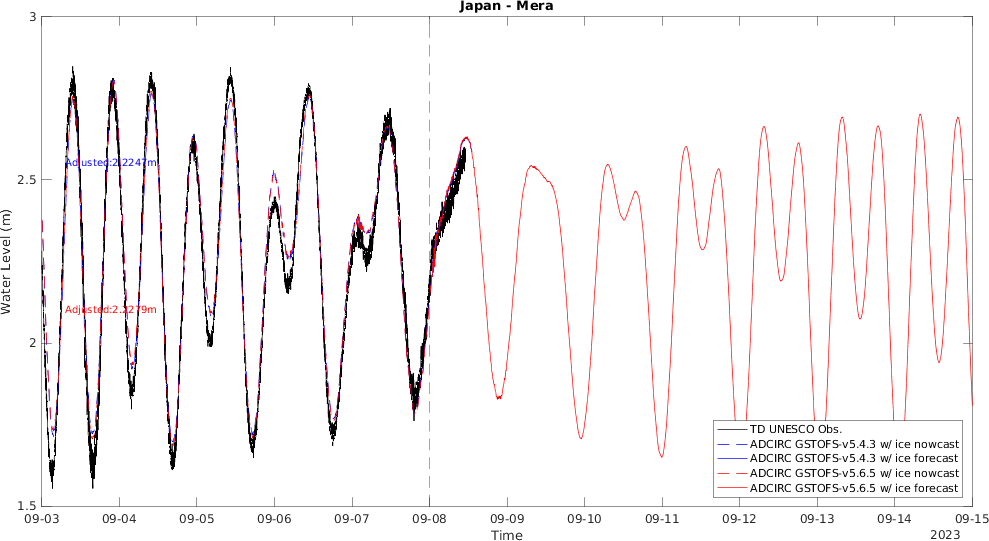 Japan - Mera
3
2.5
2
1.5
Water Level (m)
Adjusted:2.2247m
Adjusted:2.2279m
TD UNESCO Obs.
ADCIRC GSTOFS-v5.4.3 w/ ice nowcast
ADCIRC GSTOFS-v5.4.3 w/ ice forecast
ADCIRC GSTOFS-v5.6.5 w/ ice nowcast
ADCIRC GSTOFS-v5.6.5 w/ ice forecast
09-03 09-04 09-05 09-06 09-07 09-08 09-09 09-10 09-11 09-12 09-13 09-14 09-15
Time
2023